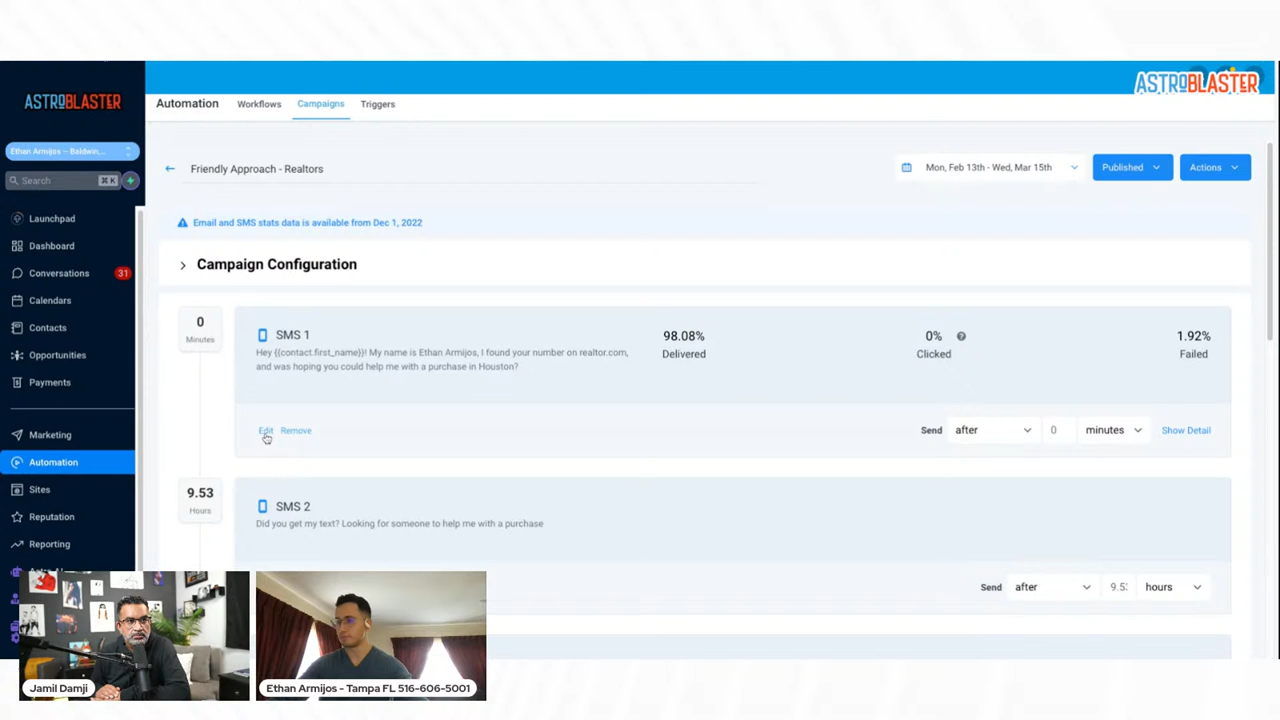 ASTROBLASTER
ASTROBLASTER
Automation
Workflows
Campaigns
Triggers
Ethan Armijos -- Baldwin,...
Search
⌘K
Launchpad
Dashboard
Conversations
31
Calendars
Contacts
Opportunities
Payments
Marketing
Automation
Sites
Reputation
Reporting
Friendly Approach - Realtors
Mon, Feb 13th - Wed, Mar 15th
Published
Actions
Email and SMS stats data is available from Dec 1, 2022
Campaign Configuration
0
Minutes
SMS 1
Hey {{contact.first_name}}! My name is Ethan Armijos, I found your number on realtor.com,
and was hoping you could help me with a purchase in Houston?
98.08%
Delivered
0%
Clicked
1.92%
Failed
Edit Remove
Send after 0 minutes Show Detail
9.53
Hours
SMS 2
Did you get my text? Looking for someone to help me with a purchase
Send after 9.5 hours
Jamil Damji
Ethan Armijos - Tampa FL 516-606-5001